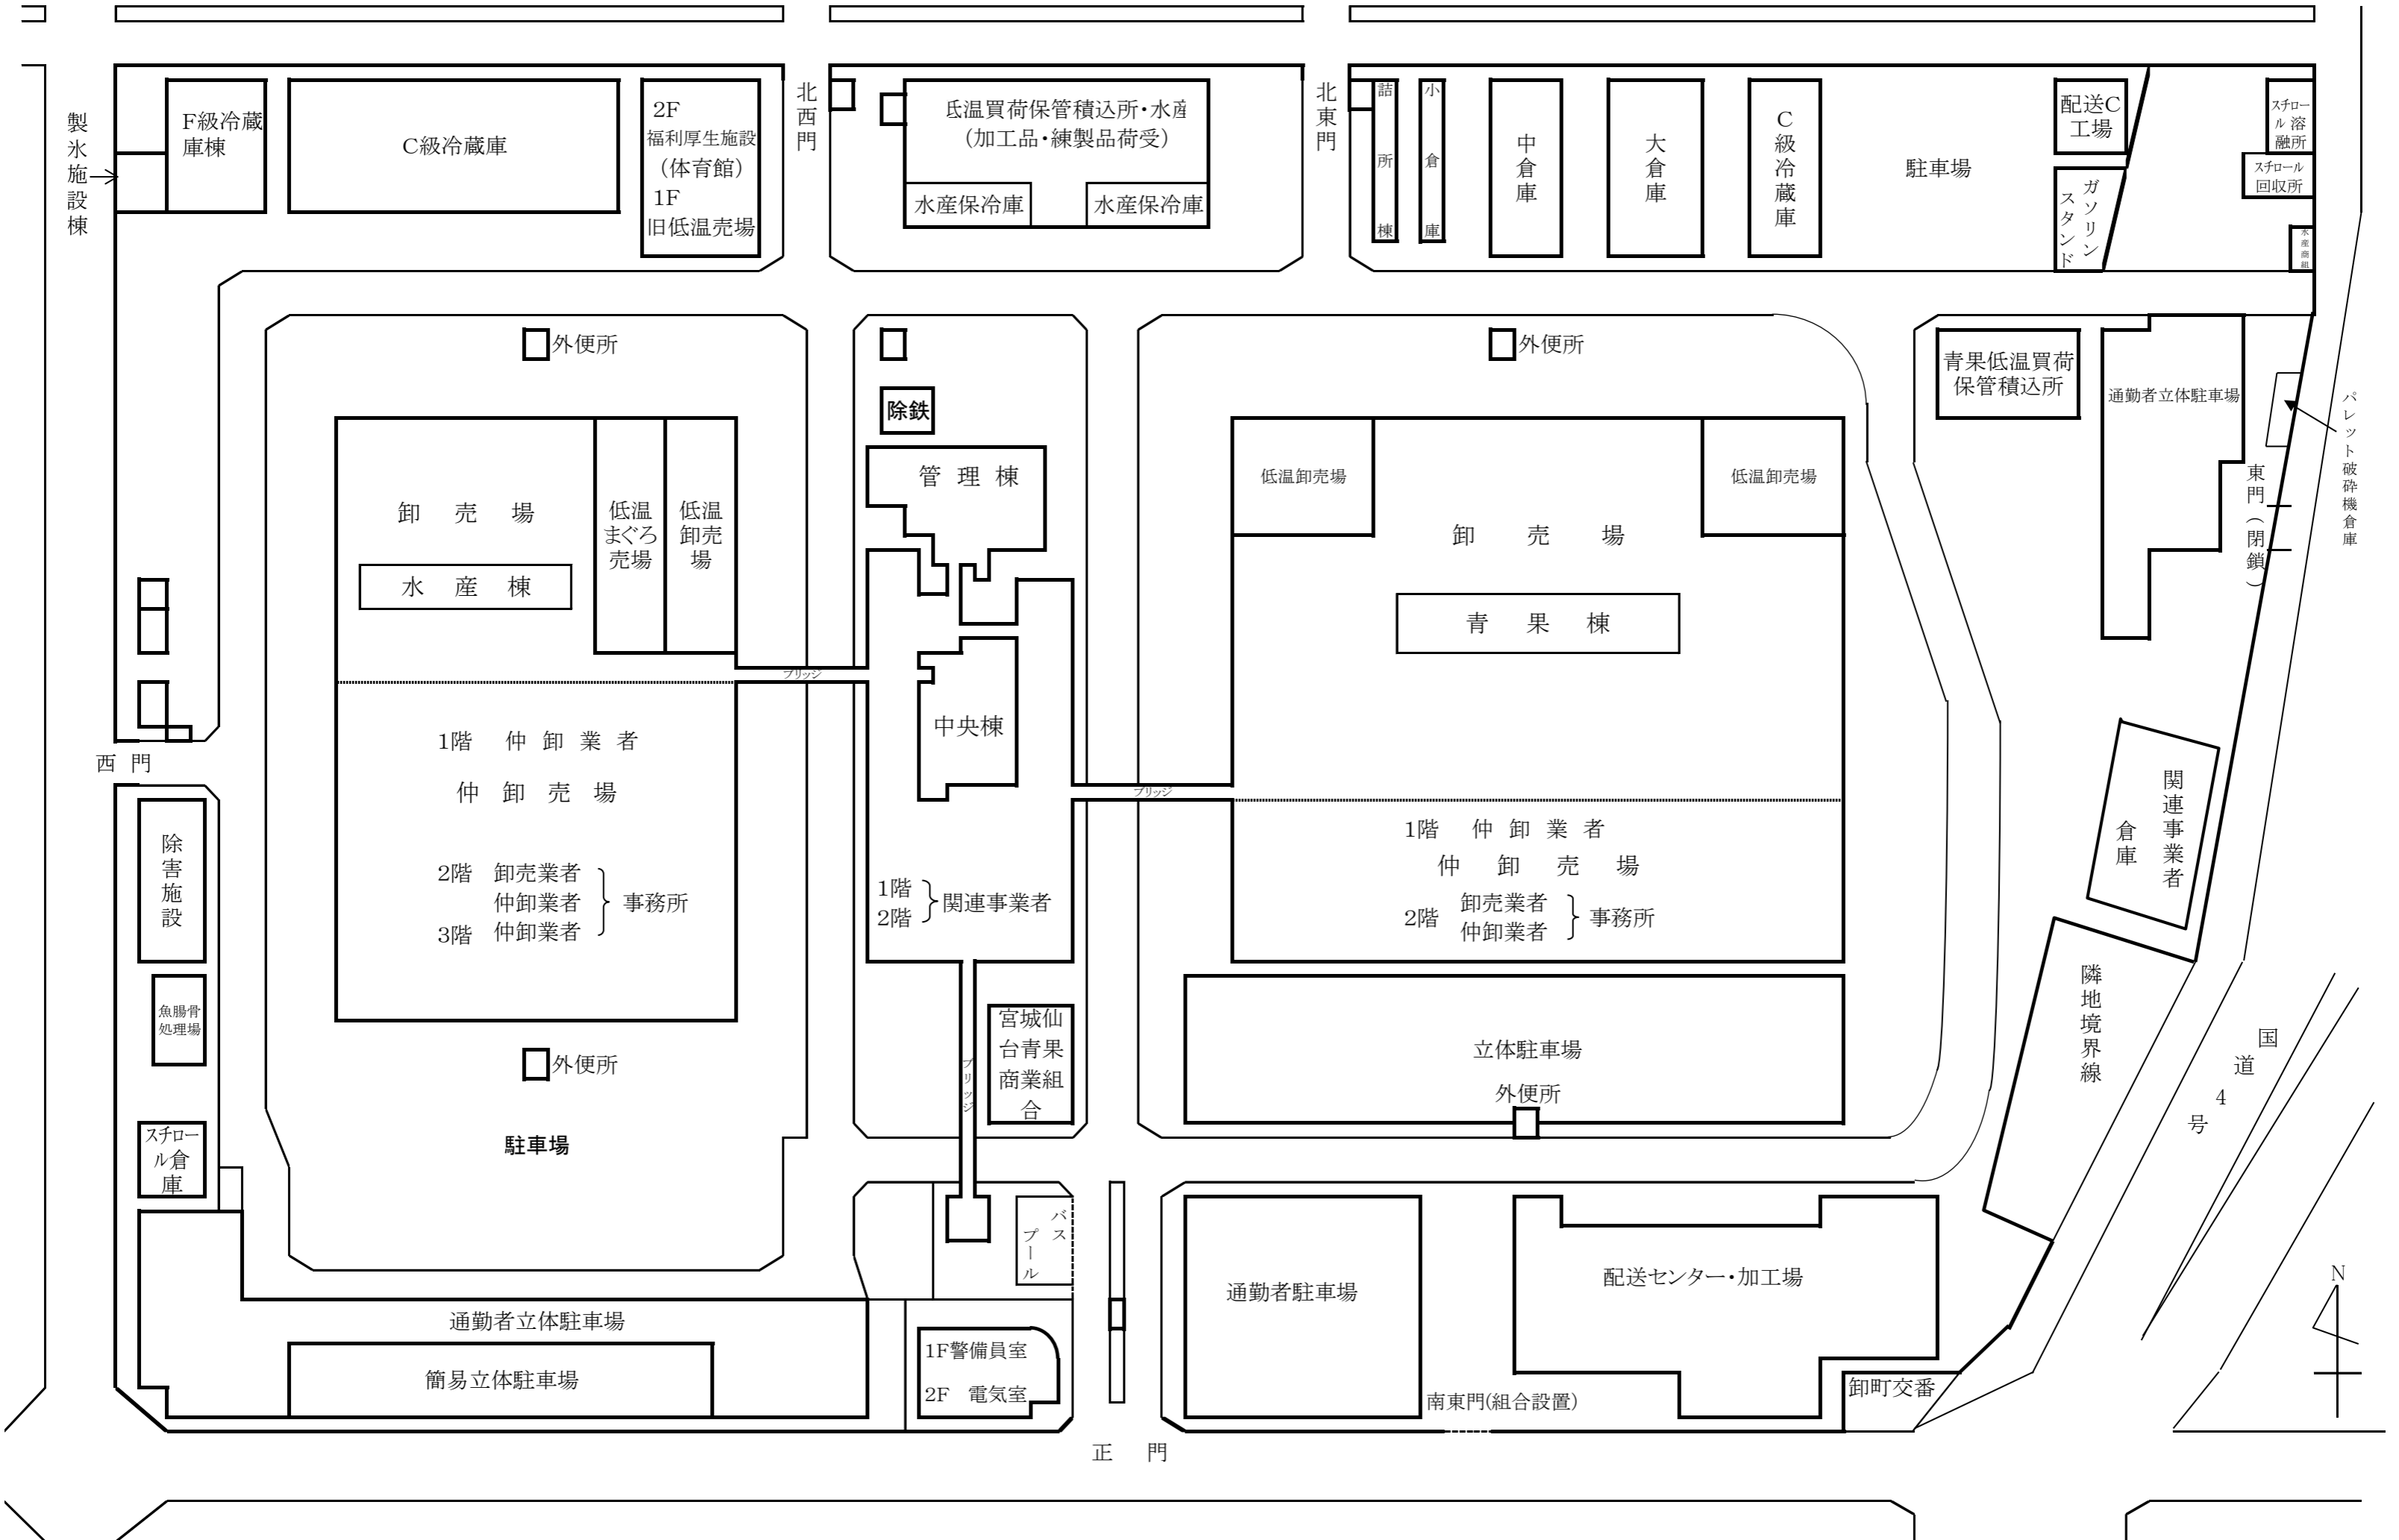 製氷施設棟
F級冷蔵
庫棟
C級冷蔵庫
2F
福利厚生施設
(体育館)
1F
旧低温売場
北西門
低温買荷保管積込所・水産
(加工品・練製品荷受)
水産保冷庫
水産保冷庫
北東門
詰所棟
小倉庫
中倉庫
大倉庫
C級冷蔵庫
駐車場
配送C
工場
ガソリン
スタンド
スチロー
ル溶
融所
スチロール
回収所
水産商組
外便所
除鉄
外便所
青果低温買荷
保管積込所
通勤者立体駐車場
パレット破砕機倉庫
東門(閉鎖)
卸売場
水産棟
低温
まぐろ
売場
低温
卸売
場
管理棟
低温卸売場
低温卸売場
卸売場
青果棟
ブリッジ
中央棟
ブリッジ
西門
1階 仲卸業者
仲卸売場
2階 卸売業者
仲卸業者
3階 仲卸業者
事務所
1階
2階
関連事業者
1階 仲卸業者
仲卸売場
2階
卸売業者
仲卸業者
事務所
関連事業者
倉庫
除害施設
魚腸骨
処理場
外便所
駐車場
スチロー
ル倉
庫
ブリッジ
宮城仙
台青果
商業組
合
立体駐車場
外便所
隣地境界線
国道4号
バス
プール
通勤者立体駐車場
簡易立体駐車場
1F警備員室
2F 電気室
通勤者駐車場
配送センター・加工場
南東門(組合設置)
卸町交番
正門
N